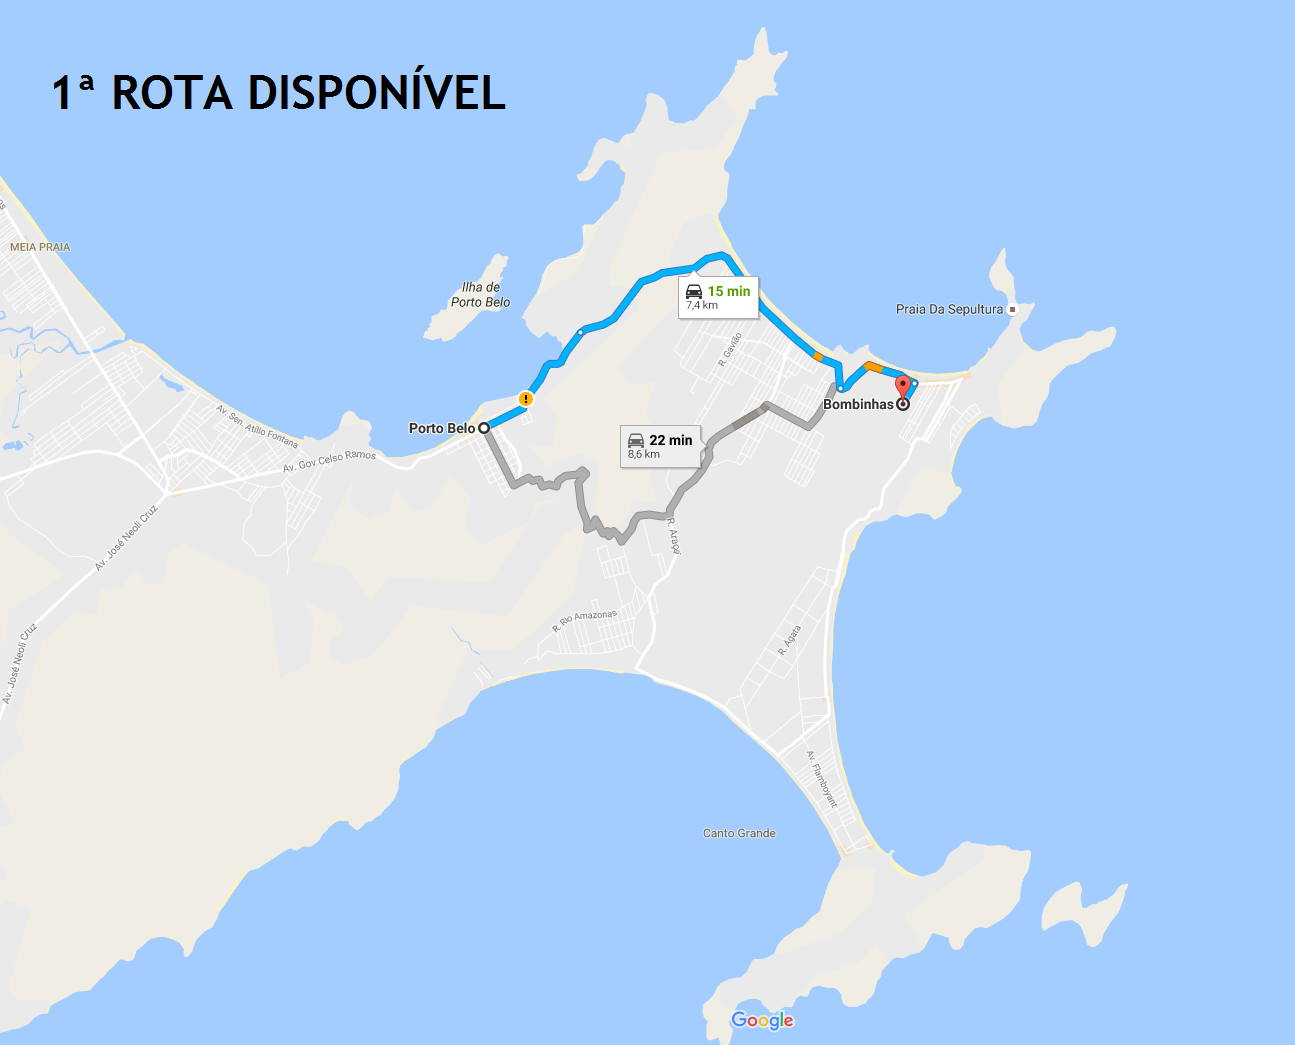 1ª ROTA DISPONÍVEL
MEIA PRAIA
Ilha de
Porto Belo
15 min
7,4 km
Praia Da Sepultura
R. Gavião
Bombinhas
Porto Belo
Av. Sen. Atílio Fontana
22 min
8,6 km
Av. Gov Celso Ramos
Av. José Neoli Cruz
R. Araçá
R. Rio Amazonas
R. Ágata
Av. José Neoli Cruz
Av. Flamboyant
Canto Grande
Google